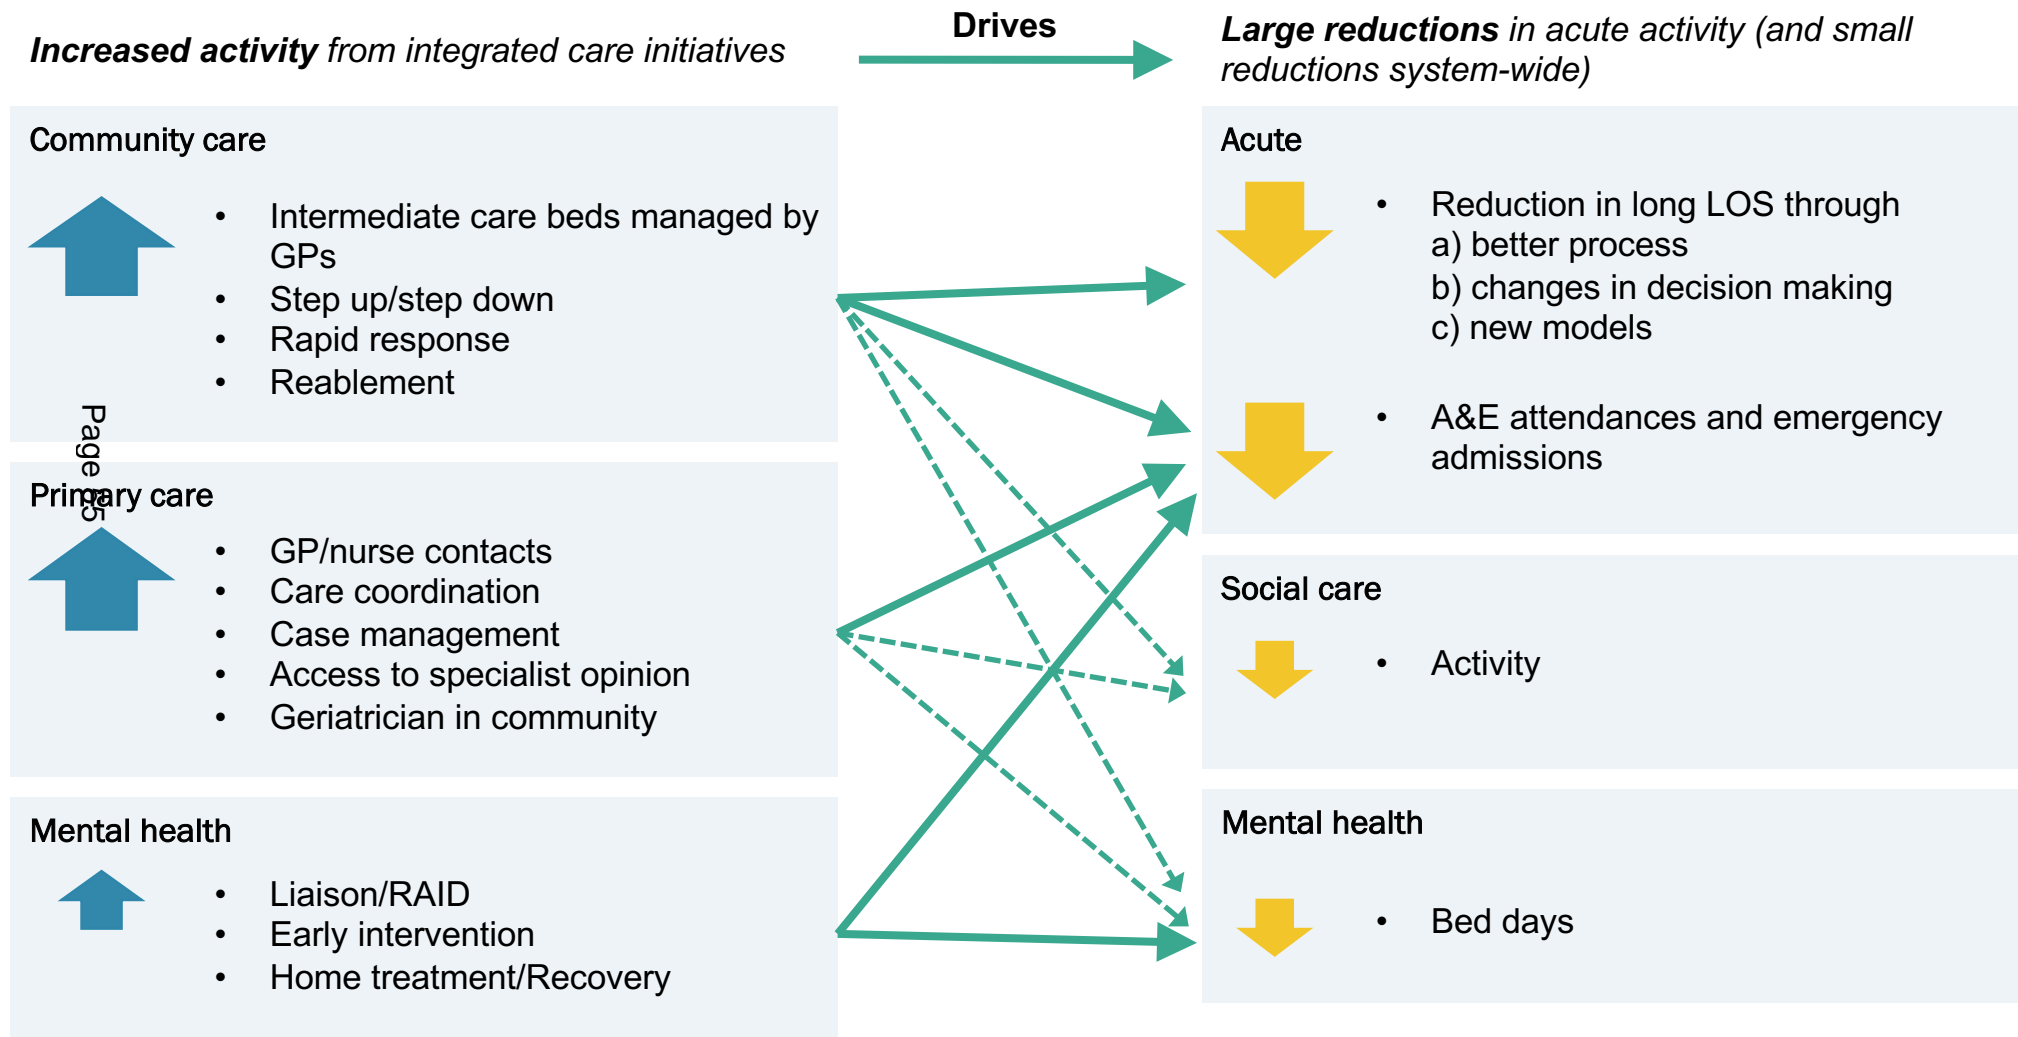 Increased activity from integrated care initiatives
Drives
Large reductions in acute activity (and small
reductions system-wide)
Community care
• Intermediate care beds managed by
GPs
• Step up/step down
• Rapid response
• Reablement
Primary care
• GP/nurse contacts
• Care coordination
• Case management
• Access to specialist opinion
• Geriatrician in community
Mental health
• Liaison/RAID
• Early intervention
• Home treatment/Recovery
Acute
• Reduction in long LOS through
a) better process
b) changes in decision making
c) new models
• A&E attendances and emergency
admissions
Social care
• Activity
Mental health
• Bed days
Page